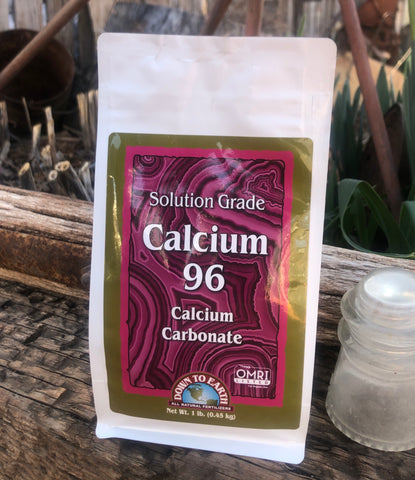 Solution Grade
Calcium
96
Calcium
Carbonate
OMRI
LISTED
DOWN TO EARTH
ALL NATURAL FERTILIZERS
Net Wt. 1 lb. (0.45 kg)